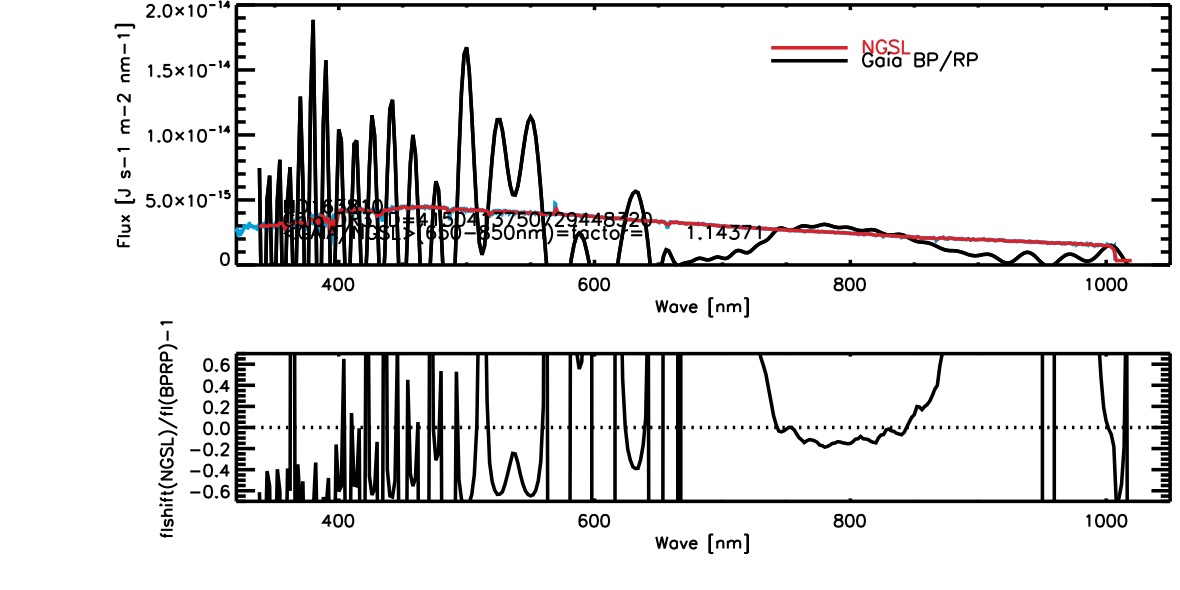 2.0×10⁻¹⁴
1.5×10⁻¹⁴
1.0×10⁻¹⁴
5.0×10⁻¹⁵
0
Flux [J s−1 m−2 nm−1]
NGSL
Gaia BP/RP
(650−850nm)=factor= 1.14371
400 600 800 1000
Wave [nm]
0.6
0.4
0.2
0.0
−0.2
−0.4
−0.6
flshift(NGSL)/fl(BPRP)−1
400 600 800 1000
Wave [nm]